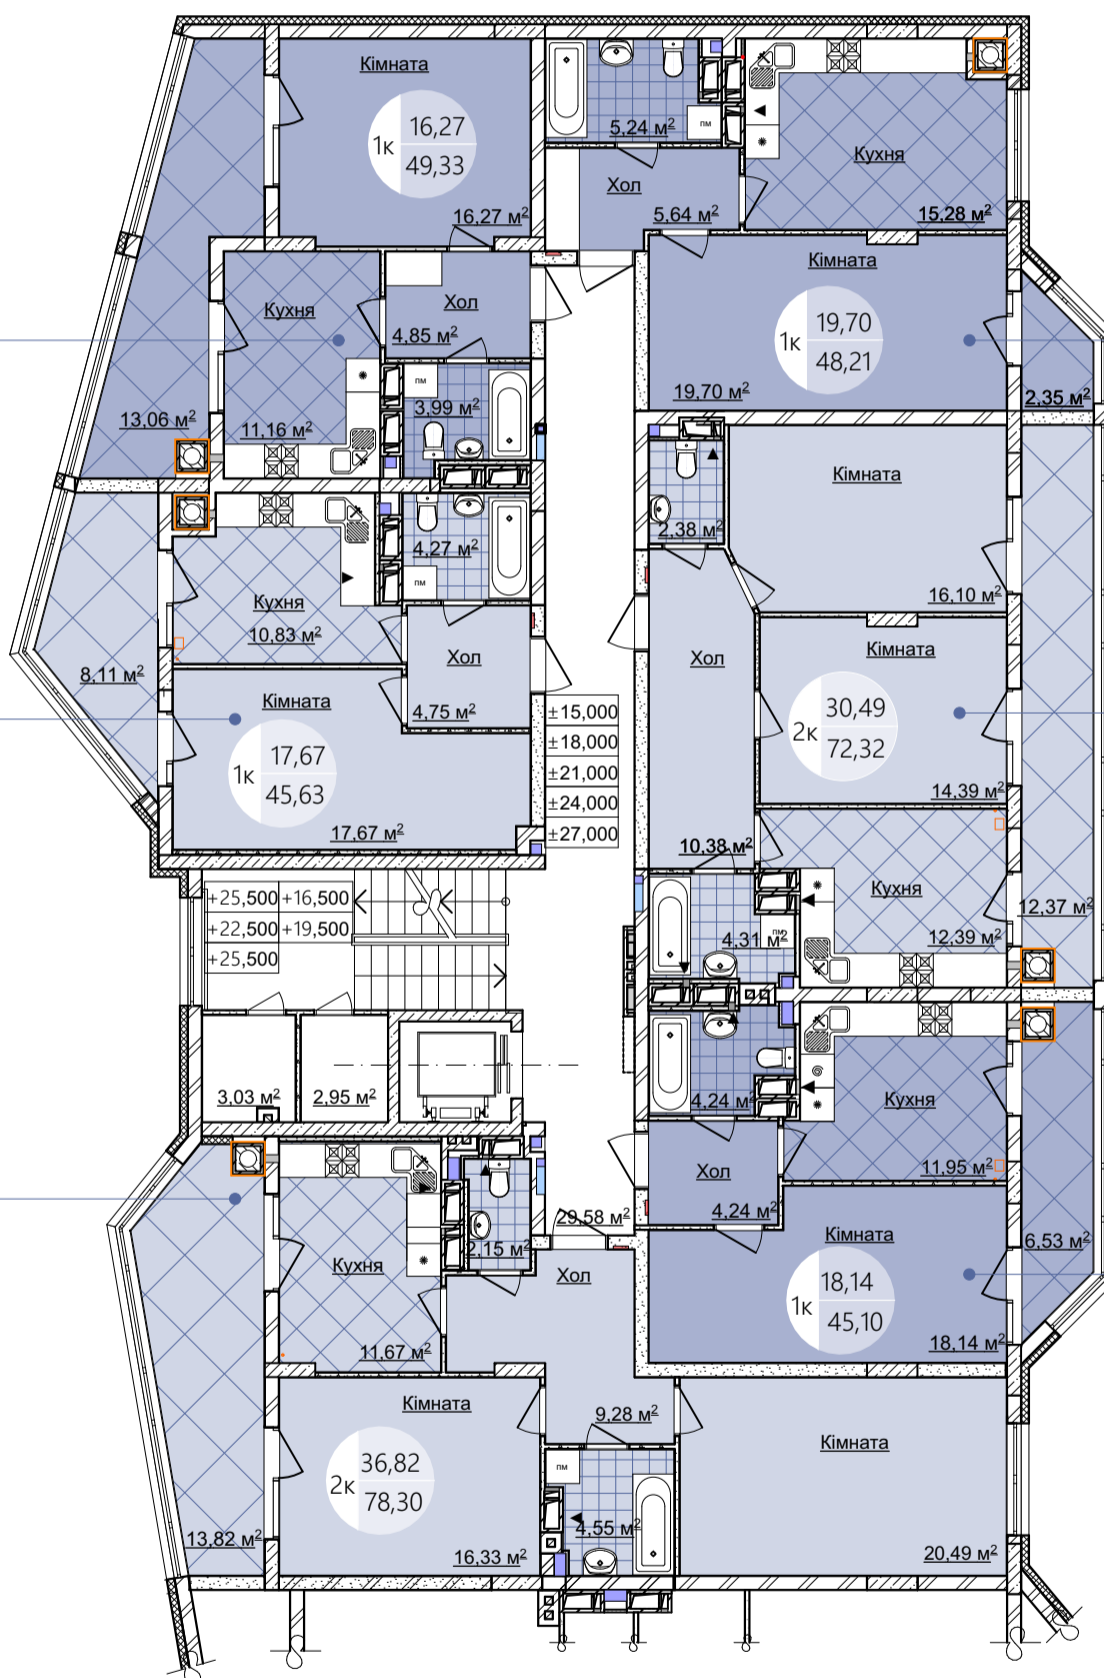 Кімната
1к
16,27
49,33
16,27 м²
5,24 м²
пм
Хол
5,64 м²
Кухня
15,28 м²
Кімната
1к
19,70
48,21
19,70 м²
2,35 м²
Кухня
11,16 м²
13,06 м²
Хол
4,85 м²
пм
3,99 м²
2,38 м²
Кімната
16,10 м²
4,27 м²
пм
Кухня
10,83 м²
8,11 м²
Хол
4,75 м²
Кімната
1к
17,67
45,63
17,67 м²
±15,000
±18,000
±21,000
±24,000
±27,000
Хол
10,38 м²
Кімната
2к
30,49
72,32
14,39 м²
Кухня
12,39 м²
12,37 м²
4,31 м²
пм
+25,500 +16,500
+22,500 +19,500
+25,500
3,03 м²
2,95 м²
4,24 м²
Кухня
11,95 м²
Хол
4,24 м²
6,53 м²
Кімната
1к
18,14
45,10
18,14 м²
29,58 м²
2,15 м²
Кухня
11,67 м²
Хол
9,28 м²
Кімната
2к
36,82
78,30
16,33 м²
13,82 м²
пм
4,55 м²
Кімната
20,49 м²